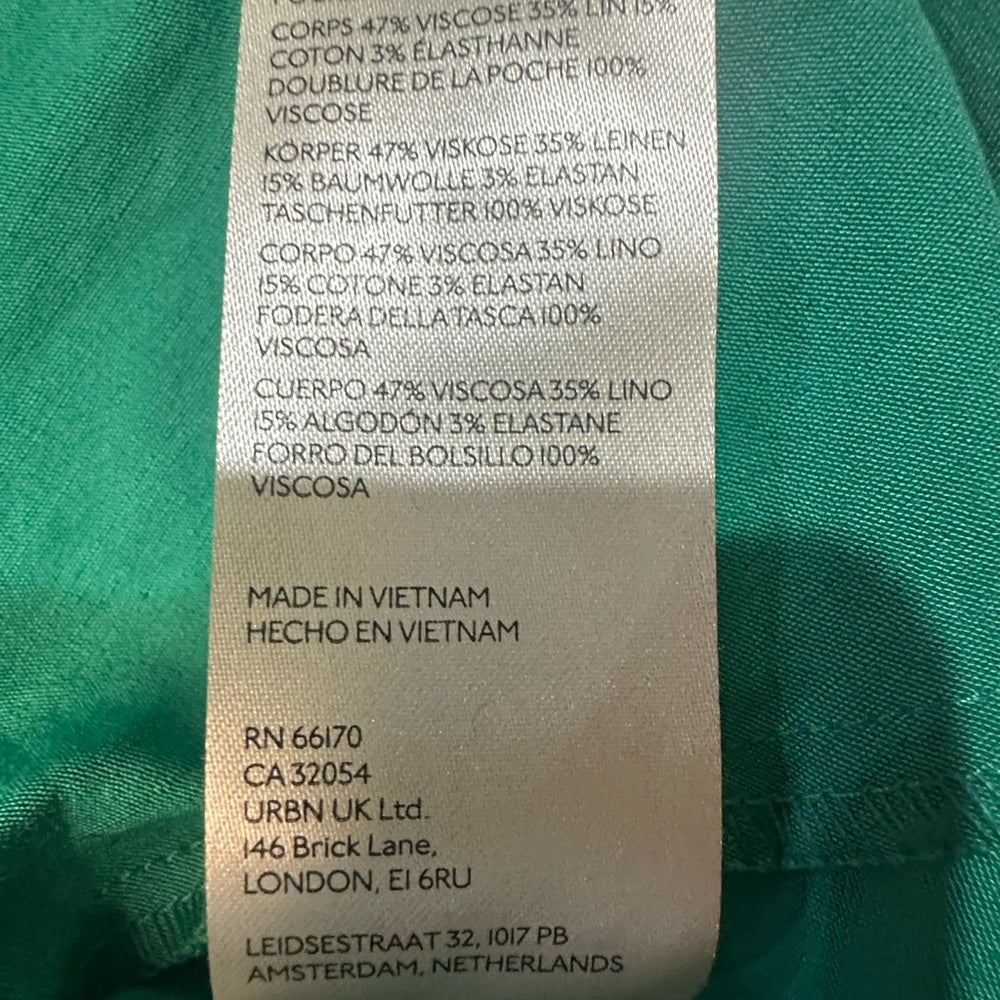 CORPS 47% VISCOSE 35% LIN 15%
COTON 3% ÉLASTHANNE
DOUBLURE DE LA POCHE 100%
VISCOSE
KÖRPER 47% VISKOSE 35% LEINEN
15% BAUMWOLLE 3% ELASTAN
TASCHENFUTTER 100% VISKOSE
CORPO 47% VISCOSA 35% LINO
15% COTONE 3% ELASTAN
FODERA DELLA TASCA 100%
VISCOSA
CUERPO 47% VISCOSA 35% LINO
15% ALGODÓN 3% ELASTANE
FORRO DEL BOLSILLO 100%
VISCOSA
MADE IN VIETNAM
HECHO EN VIETNAM
RN 66170
CA 32054
URBN UK Ltd.
146 Brick Lane,
LONDON, E1 6RU
LEIDSESTRAAT 32, 1017 PB
AMSTERDAM, NETHERLANDS